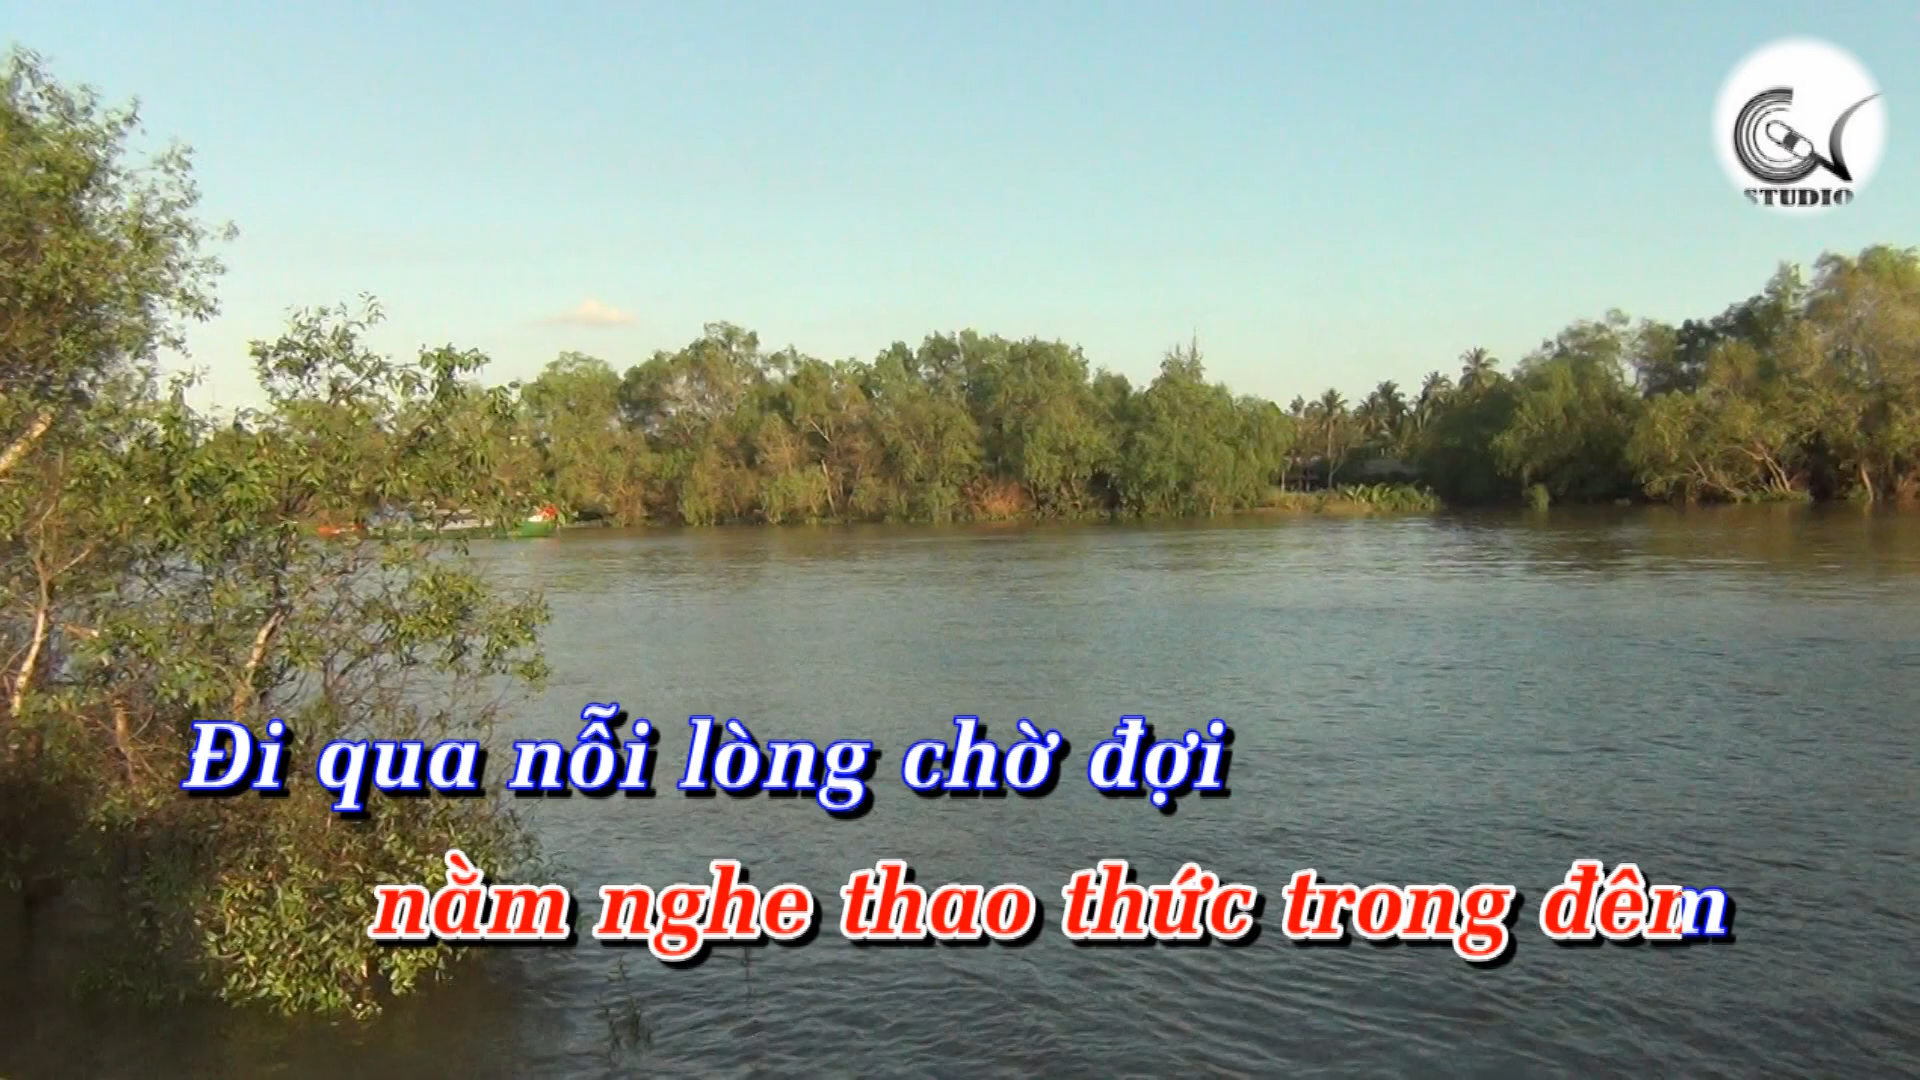 STUDIO
Đi qua nỗi lòng chờ đợi
nằm nghe thao thức trong đêm